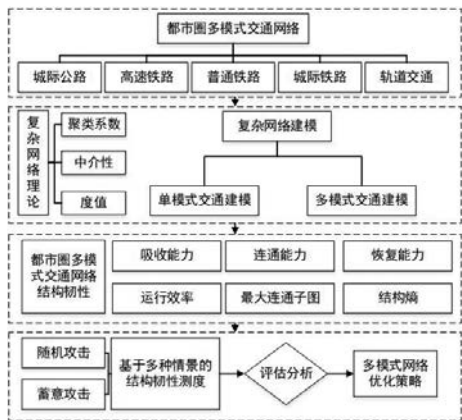 都市圈多模式交通网络
城际公路
高速铁路
普通铁路
城际铁路
轨道交通
复杂网络理论
聚类系数
中介性
度值
复杂网络建模
单模式交通建模
多模式交通建模
都市圈多模
式交通网络
结构韧性
吸收能力
连通能力
恢复能力
运行效率
最大连通子图
结构熵
随机攻击
蓄意攻击
基于多种情景的
结构韧性测度
评估分析
多模式网络
优化策略